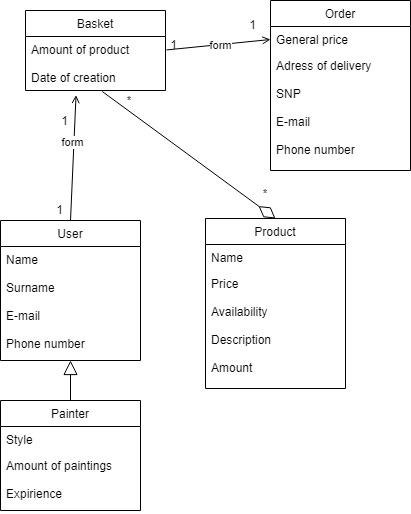 Basket
Amount of product
Date of creation
1
form
1
Order
General price
Adress of delivery
SNP
E-mail
Phone number
*
*
1
form
1
User
Name
Surname
E-mail
Phone number
Product
Name
Price
Availability
Description
Amount
Painter
Style
Amount of paintings
Expirience